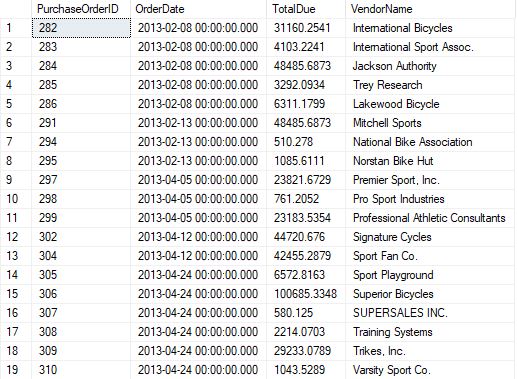 PurchaseOrderID OrderDate TotalDue VendorName
1 282 2013-02-08 00:00:00.000 31160.2541 International Bicycles
2 283 2013-02-08 00:00:00.000 4103.2241 International Sport Assoc.
3 284 2013-02-08 00:00:00.000 48485.6873 Jackson Authority
4 285 2013-02-08 00:00:00.000 3292.0934 Trey Research
5 286 2013-02-08 00:00:00.000 6311.1799 Lakewood Bicycle
6 291 2013-02-13 00:00:00.000 48485.6873 Mitchell Sports
7 294 2013-02-13 00:00:00.000 510.278 National Bike Association
8 295 2013-02-13 00:00:00.000 1085.6111 Norstan Bike Hut
9 297 2013-04-05 00:00:00.000 23821.6729 Premier Sport, Inc.
10 298 2013-04-05 00:00:00.000 761.2052 Pro Sport Industries
11 299 2013-04-05 00:00:00.000 23183.5354 Professional Athletic Consultants
12 302 2013-04-12 00:00:00.000 44720.676 Signature Cycles
13 304 2013-04-12 00:00:00.000 42455.2879 Sport Fan Co.
14 305 2013-04-24 00:00:00.000 6572.8163 Sport Playground
15 306 2013-04-24 00:00:00.000 100685.3348 Superior Bicycles
16 307 2013-04-24 00:00:00.000 580.125 SUPERSALES INC.
17 308 2013-04-24 00:00:00.000 2214.0703 Training Systems
18 309 2013-04-24 00:00:00.000 29233.0789 Trikes, Inc.
19 310 2013-04-24 00:00:00.000 1043.5289 Varsity Sport Co.